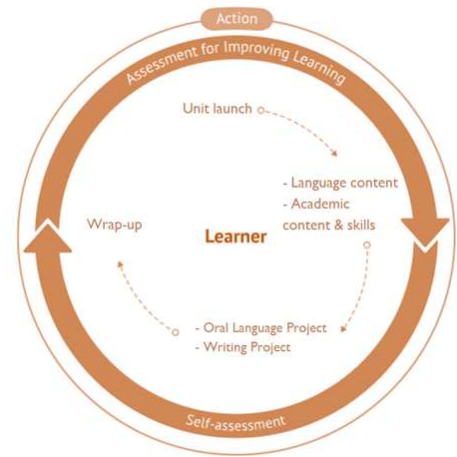 Action
Assessment for Improving Learning
Unit launch
- Language content
- Academic
content & skills
Wrap-up
Learner
- Oral Language Project
- Writing Project
Self-assessment